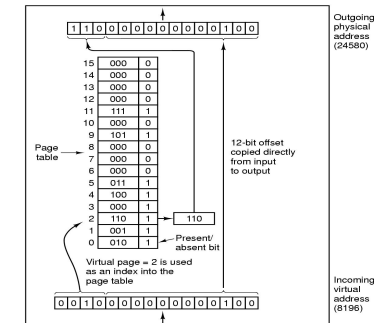 1 1 0 0 0 0 0 0 0 0 0 0 1 0 0
Outgoing
physical
address
(24580)
15 000 0
14 000 0
13 000 0
12 000 0
11 111 1
10 000 0
9 101 1
8 000 0
7 000 0
6 000 0
5 011 1
4 100 1
3 000 1
2 110 1
1 001 1
0 010 1
Page
table
110
12-bit offset
copied directly
from input
to output
Present/
absent bit
Virtual page = 2 is used
as an index into the
page table
0 0 1 0 0 0 0 0 0 0 0 0 0 1 0 0
Incoming
virtual
address
(8196)